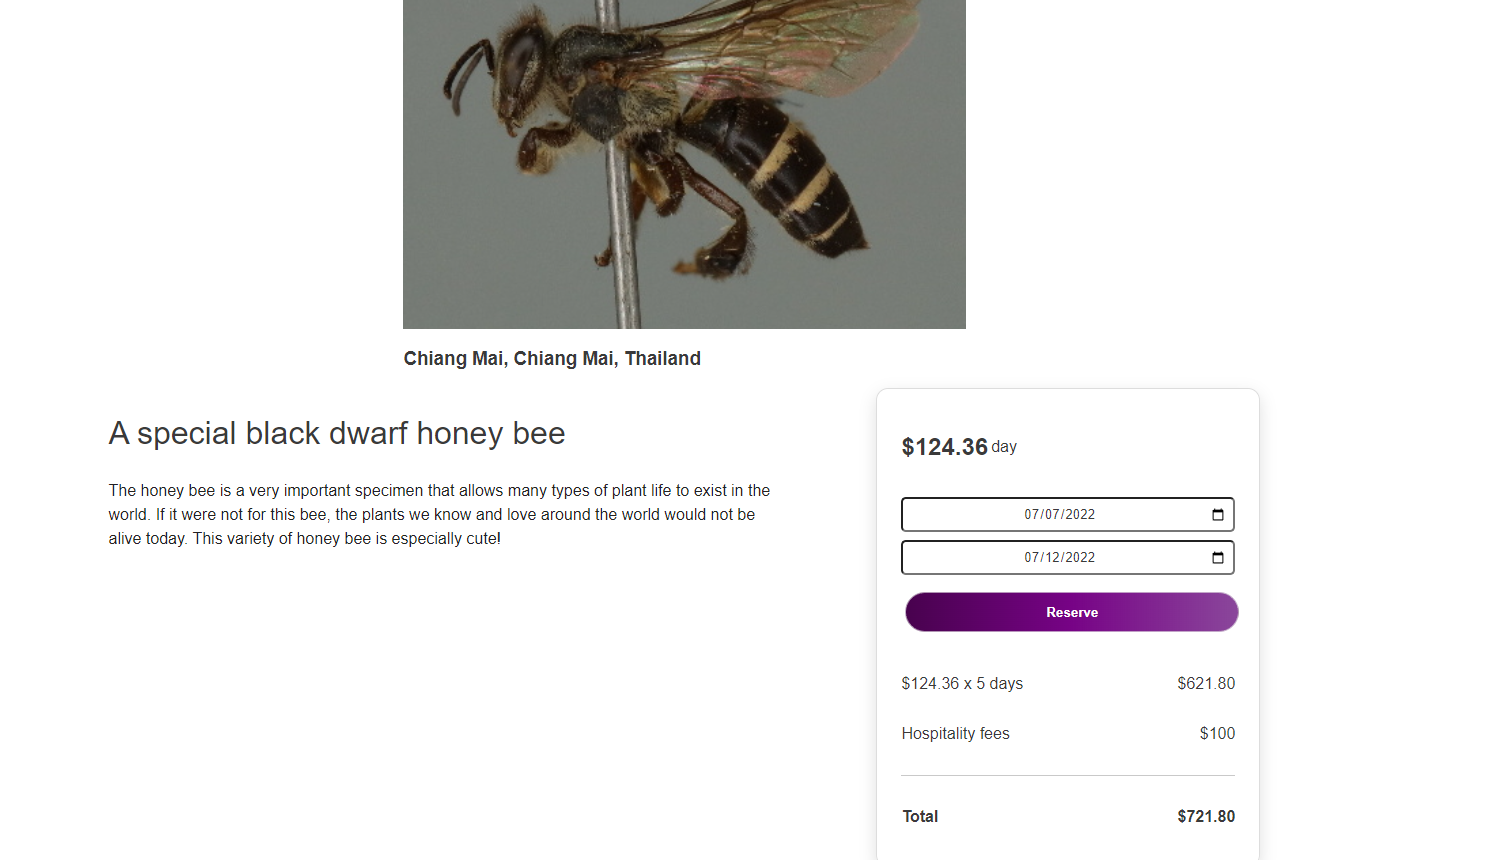 Chiang Mai, Chiang Mai, Thailand
A special black dwarf honey bee
The honey bee is a very important specimen that allows many types of plant life to exist in the
world. If it were not for this bee, the plants we know and love around the world would not be
alive today. This variety of honey bee is especially cute!
$124.36 day
07/07/2022
07/12/2022
Reserve
$124.36 x 5 days $621.80
Hospitality fees $100
Total $721.80